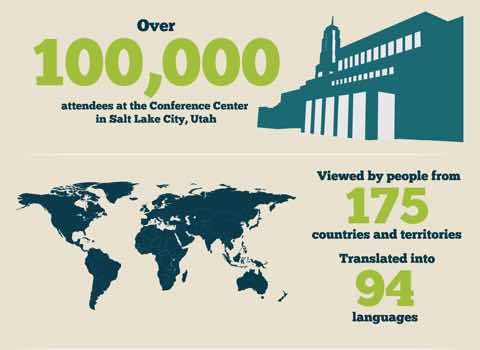 Over
100,000
attendees at the Conference Center
in Salt Lake City, Utah
Viewed by people from
175
countries and territories
Translated into
94
languages